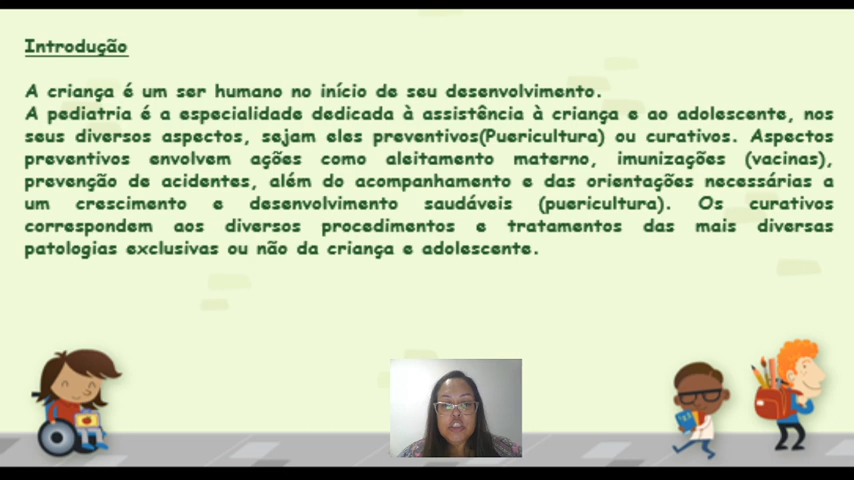 Introdução
A criança é um ser humano no início de seu desenvolvimento.
A pediatria é a especialidade dedicada à assistência à criança e ao adolescente, nos
seus diversos aspectos, sejam eles preventivos(Puericultura) ou curativos. Aspectos
preventivos envolvem ações como aleitamento materno, imunizações (vacinas),
prevenção de acidentes, além do acompanhamento e das orientações necessárias a
um crescimento e desenvolvimento saudáveis (puericultura). Os curativos
correspondem aos diversos procedimentos e tratamentos das mais diversas
patologias exclusivas ou não da criança e adolescente.